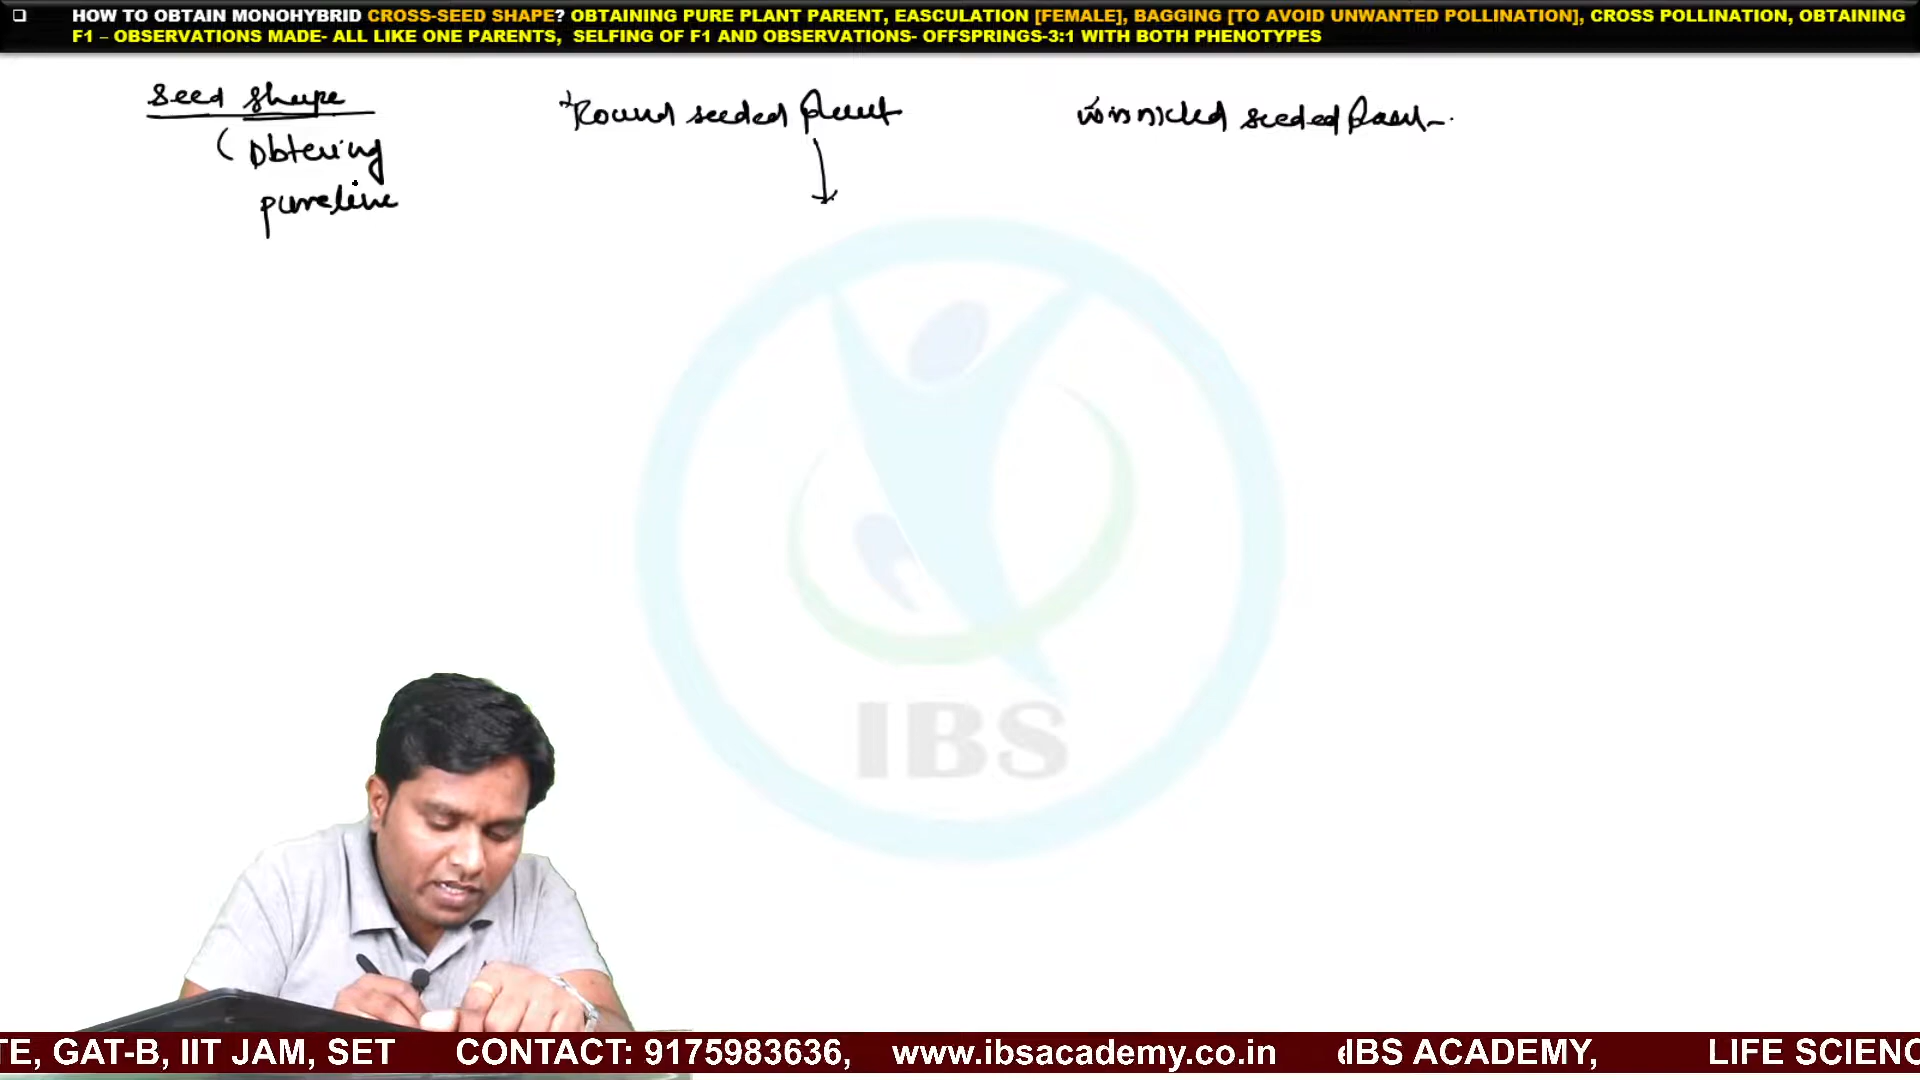 ❑ HOW TO OBTAIN MONOHYBRID CROSS-SEED SHAPE? OBTAINING PURE PLANT PARENT, EASCULATION [FEMALE], BAGGING [TO AVOID UNWANTED POLLINATION], CROSS POLLINATION, OBTAINING
F1 – OBSERVATIONS MADE- ALL LIKE ONE PARENTS, SELFING OF F1 AND OBSERVATIONS- OFFSPRINGS-3:1 WITH BOTH PHENOTYPES
Seed shape
(Obtering
pureline
Round seeded plant
seeded
IBS
TE, GAT-B, IIT JAM, SET CONTACT: 9175983636, www.ibsacademy.co.in IBS ACADEMY, LIFE SCIENC